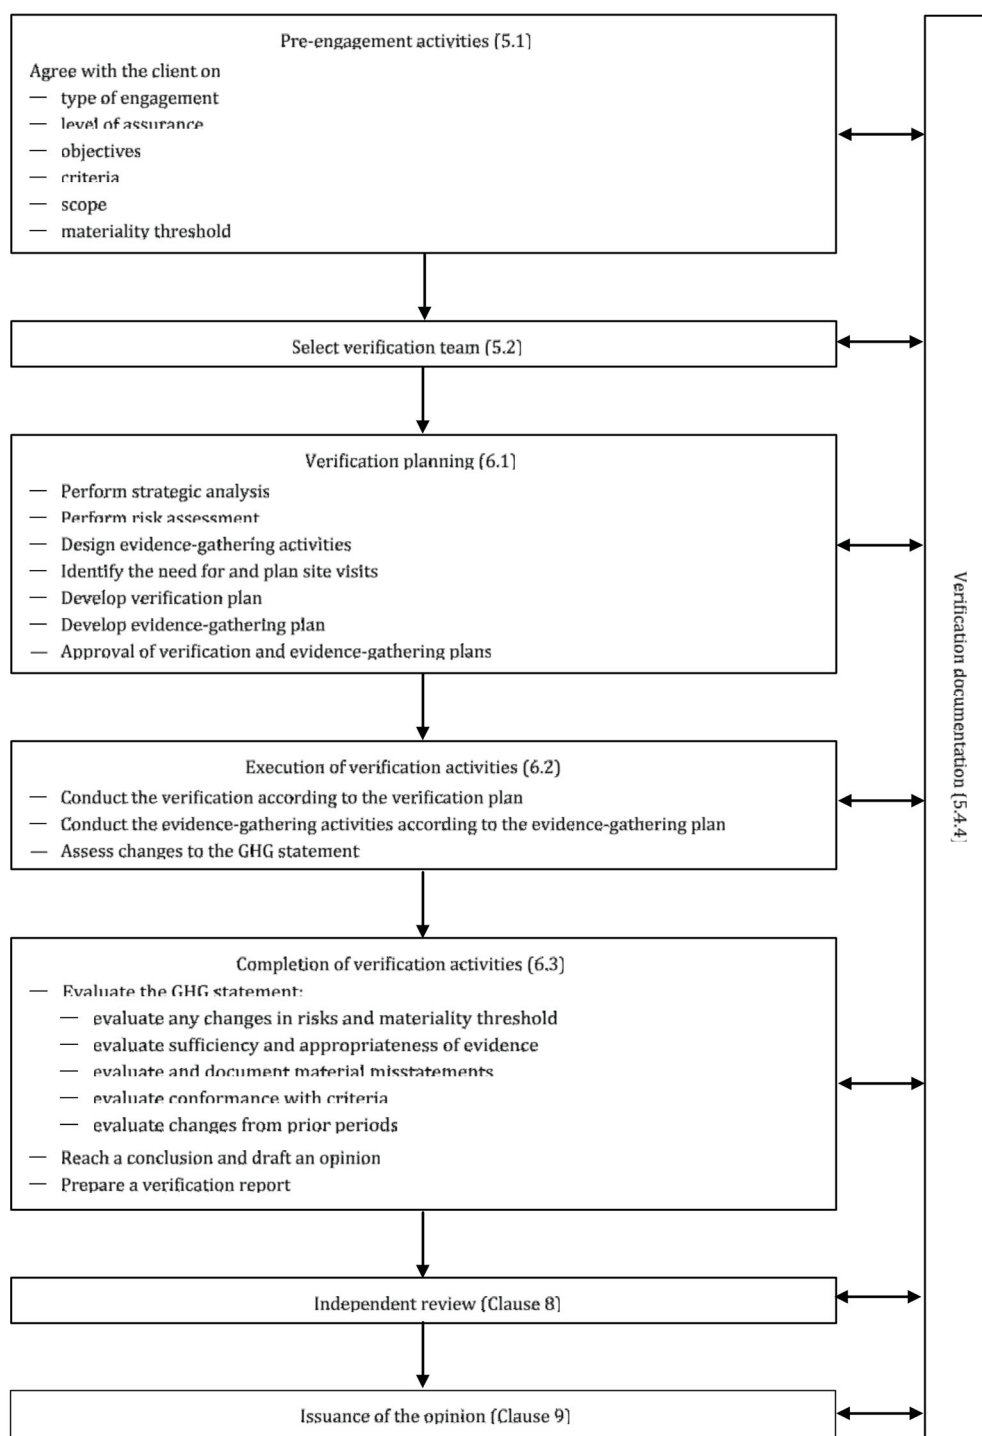 Pre-engagement activities (5.1)
Agree with the client on
— type of engagement
— level of assurance
— objectives
— criteria
— scope
— materiality threshold
Select verification team (5.2)
Verification planning (6.1)
— Perform strategic analysis
— Perform risk assessment
— Design evidence-gathering activities
— Identify the need for and plan site visits
— Develop verification plan
— Develop evidence-gathering plan
— Approval of verification and evidence-gathering plans
Execution of verification activities (6.2)
— Conduct the verification according to the verification plan
— Conduct the evidence-gathering activities according to the evidence-gathering plan
— Assess changes to the GHG statement
Completion of verification activities (6.3)
— Evaluate the GHG statement:
— evaluate any changes in risks and materiality threshold
— evaluate sufficiency and appropriateness of evidence
— evaluate and document material misstatements
— evaluate conformance with criteria
— evaluate changes from prior periods
— Reach a conclusion and draft an opinion
— Prepare a verification report
Independent review (Clause 8)
Issuance of the opinion (Clause 9)
Verification documentation (5.4.4)